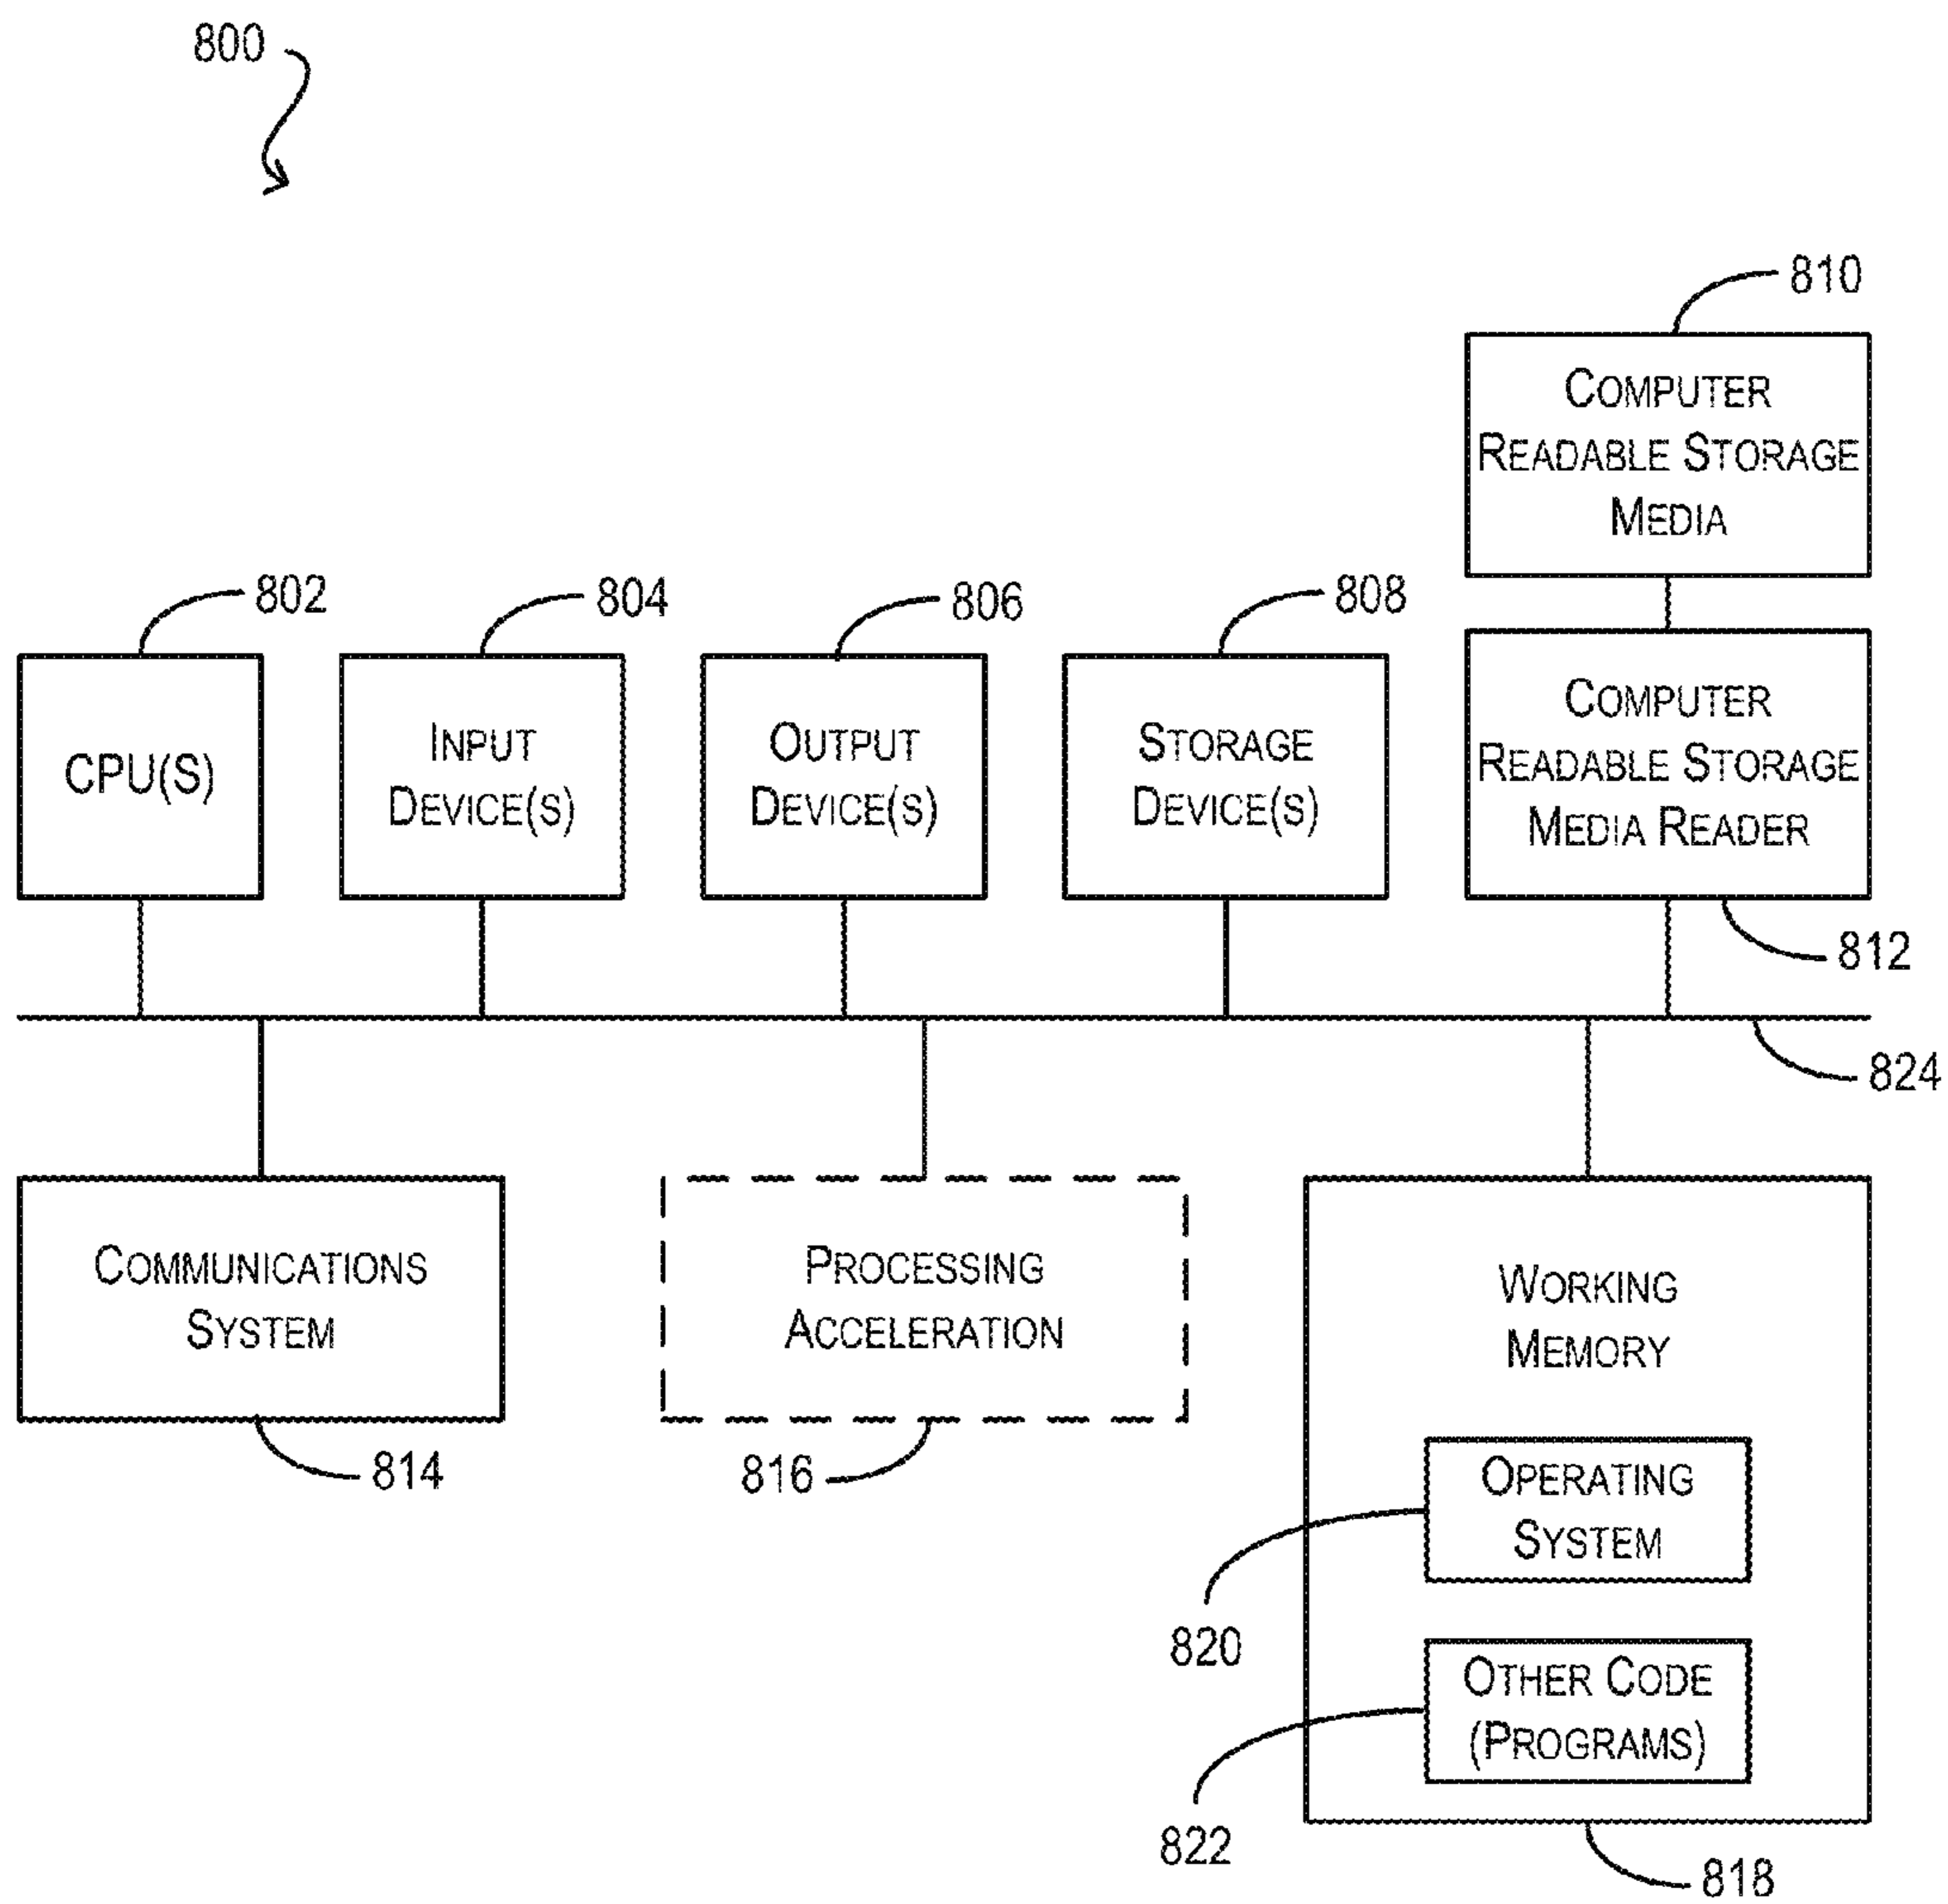 800
810
COMPUTER
READABLE STORAGE
MEDIA
802
804
806
808
CPU(S)
INPUT
DEVICE(S)
OUTPUT
DEVICE(S)
STORAGE
DEVICE(S)
COMPUTER
READABLE STORAGE
MEDIA READER
812
824
COMMUNICATIONS
SYSTEM
814
PROCESSING
ACCELERATION
816
WORKING
MEMORY
OPERATING
SYSTEM
820
OTHER CODE
(PROGRAMS)
822
818